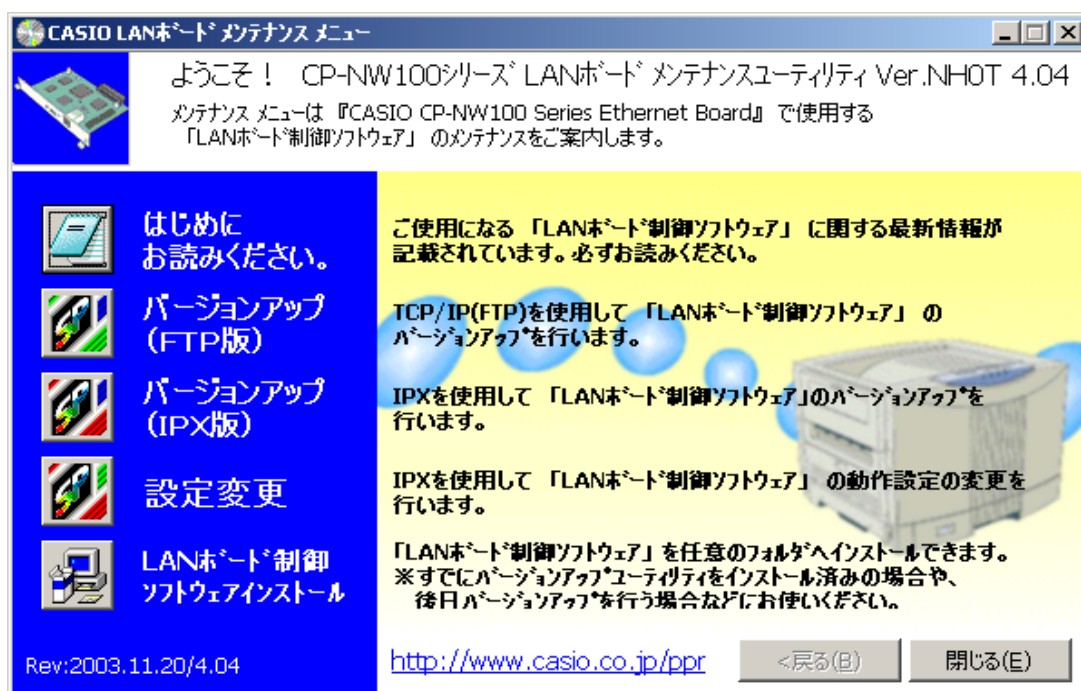 CASIO LANﾎﾞｰﾄﾞ ﾒﾝﾃﾅﾝｽ ﾒﾆｭｰ
ようこそ！ CP-NW100ｼﾘｰｽﾞ LANﾎﾞｰﾄﾞ ﾒﾝﾃﾅﾝｽユーティリティ Ver.NH0T 4.04
ﾒﾝﾃﾅﾝｽ ﾒﾆｭｰは 『CASIO CP-NW100 Series Ethernet Board』 で使用する
「LANﾎﾞｰﾄﾞ制御ｿﾌﾄｳｪｱ」 のﾒﾝﾃﾅﾝｽをご案内します。
はじめに
お読みください。
ご使用になる 「LANﾎﾞｰﾄﾞ制御ｿﾌﾄｳｪｱ」 に関する最新情報が
記載されています。必ずお読みください。
バージョンアップ
(FTP版)
TCP/IP(FTP)を使用して 「LANﾎﾞｰﾄﾞ制御ｿﾌﾄｳｪｱ」 の
ﾊﾞｰｼﾞｮﾝｱｯﾌﾟを行います。
バージョンアップ
(IPX版)
IPXを使用して 「LANﾎﾞｰﾄﾞ制御ｿﾌﾄｳｪｱ」のﾊﾞｰｼﾞｮﾝｱｯﾌﾟを
行います。
設定変更
IPXを使用して 「LANﾎﾞｰﾄﾞ制御ｿﾌﾄｳｪｱ」 の動作設定の変更を
行います。
LANﾎﾞｰﾄﾞ制御
ｿﾌﾄｳｪｱインストール
「LANﾎﾞｰﾄﾞ制御ｿﾌﾄｳｪｱ」を任意のﾌｫﾙﾀﾞへインストールできます。
※すでにﾊﾞｰｼﾞｮﾝｱｯﾌﾟユーティリティをインストール済みの場合や、
後日ﾊﾞｰｼﾞｮﾝｱｯﾌﾟを行う場合などにお使いください。
Rev:2003.11.20/4.04
http://www.casio.co.jp/ppr
<戻る(B)
閉じる(E)